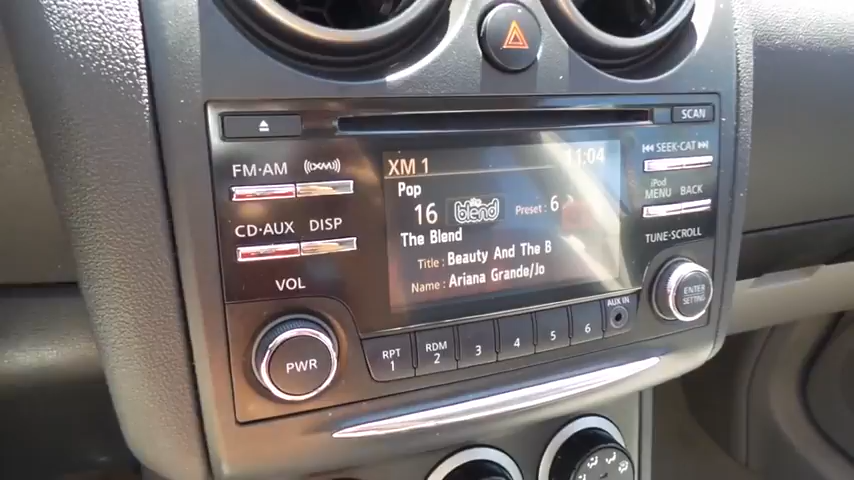 SCAN
FM·AM
((XM))
XM 1
11:04
SEEK·CAT
Pop
16
blend
Preset: 6
iPod
MENU
BACK
CD·AUX
DISP
The Blend
Title: Beauty And The B
Name: Ariana Grande/Jo
TUNE·SCROLL
VOL
ENTER
SETTING
AUX IN
PWR
RPT
1
RDM
2
3
4
5
6